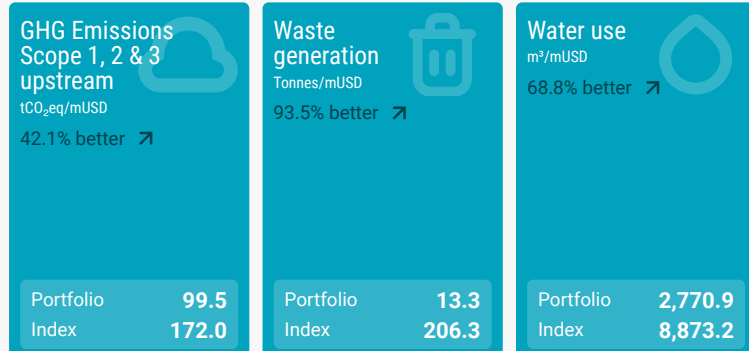 GHG Emissions
Scope 1, 2 & 3
upstream
tCO₂eq/mUSD
42.1% better
Portfolio 99.5
Index 172.0
Waste
generation
Tonnes/mUSD
93.5% better
Portfolio 13.3
Index 206.3
Water use
m³/mUSD
68.8% better
Portfolio 2,770.9
Index 8,873.2